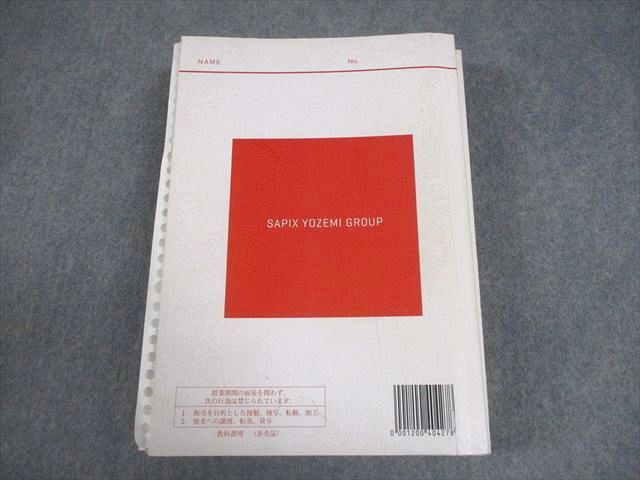 NAME No.
SAPIX YOZEMI GROUP
授業期間の前後を問わず、
次の行為は禁じられています。
1. 販売を目的とした複製、複写、転載、加工
2. 他者への譲渡、転売、貸与
教科書用 （非売品）
0001200404278